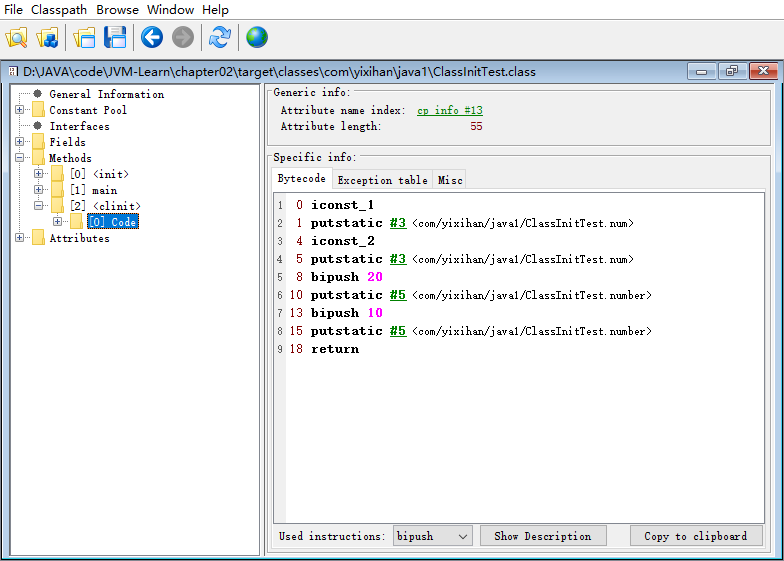 File Classpath Browse Window Help
D:\JAVA\code\JVM-Learn\chapter02\target\classes\com\yixihan\java1\ClassInitTest.class
General Information
Constant Pool
Interfaces
Fields
Methods
[0] <init>
[1] main
[2] <clinit>
[0] Code
Attributes
Generic info:
Attribute name index: cp_info #13
Attribute length: 55
Specific info:
Bytecode Exception table Misc
1 0 iconst_1
2 1 putstatic #3 <com/yixihan/java1/ClassInitTest.num>
3 4 iconst_2
4 5 putstatic #3 <com/yixihan/java1/ClassInitTest.num>
5 8 bipush 20
6 10 putstatic #5 <com/yixihan/java1/ClassInitTest.number>
7 13 bipush 10
8 15 putstatic #5 <com/yixihan/java1/ClassInitTest.number>
9 18 return
Used instructions: bipush Show Description Copy to clipboard